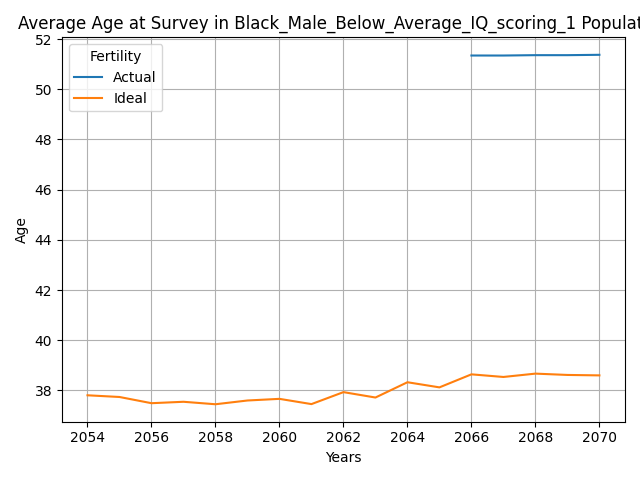 Average Age at Survey in Black_Male_Below_Average_IQ_scoring_1 Populat
52
50
48
46
44
42
40
38
Age
Fertility
Actual
Ideal
2054 2056 2058 2060 2062 2064 2066 2068 2070
Years